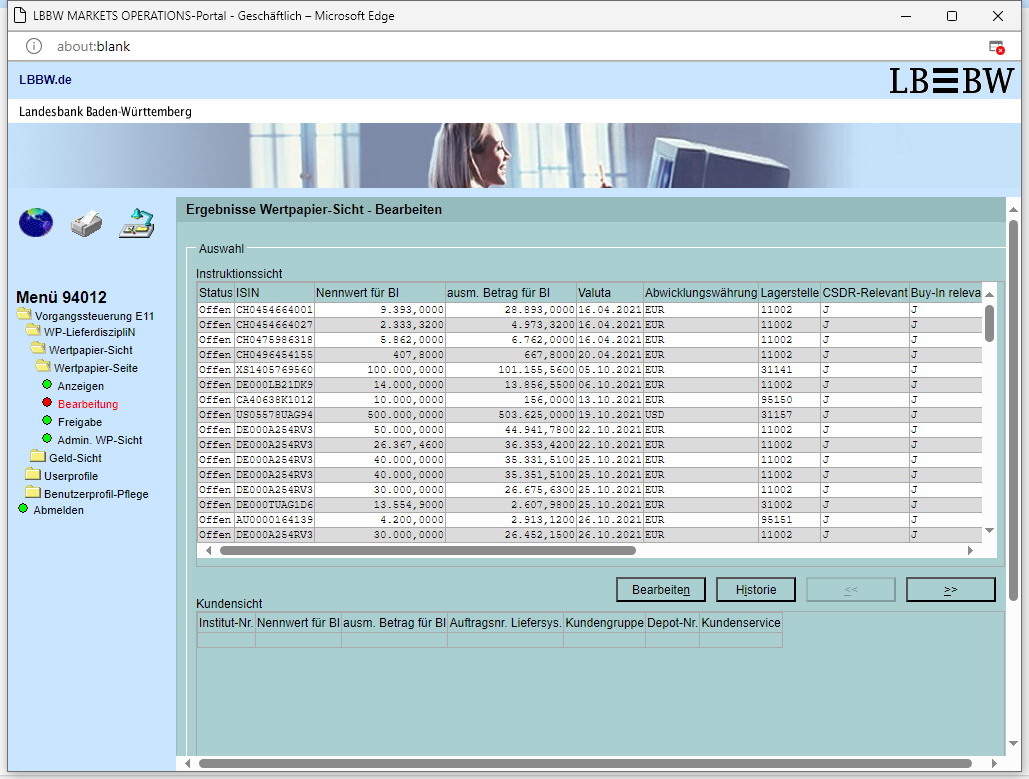 LBBW MARKETS OPERATIONS-Portal - Geschäftlich – Microsoft Edge
about:blank
LBBW.de
LBBW
Landesbank Baden-Württemberg
Ergebnisse Wertpapier-Sicht - Bearbeiten
Auswahl
Instruktionssicht
Status ISIN Nennwert für BI ausm. Betrag für BI Valuta Abwicklungswährung Lagerstelle CSDR-Relevant Buy-In releva
Offen CH0454664001 9.393,0000 28.893,0000 16.04.2021 EUR 11002 J J
Offen CH0454664027 2.333,3200 4.973,3200 16.04.2021 EUR 11002 J J
Offen CH0475986318 5.862,0000 6.762,0000 16.04.2021 EUR 11002 J J
Offen CH0496454155 407,8000 667,8000 20.04.2021 EUR 11002 J J
Offen XS1405769560 100.000,0000 101.155,5600 05.10.2021 EUR 31141 J J
Offen DE000LB21DK9 14.000,0000 13.856,5500 06.10.2021 EUR 11002 J J
Offen CA40638K1012 10.000,0000 156,0000 13.10.2021 EUR 95150 J J
Offen US05578UAG94 500.000,0000 503.625,0000 19.10.2021 USD 31157 J J
Offen DE000A254RV3 50.000,0000 44.941,7800 22.10.2021 EUR 11002 J J
Offen DE000A254RV3 26.367,4600 36.353,4200 22.10.2021 EUR 11002 J J
Offen DE000A254RV3 40.000,0000 35.331,5100 25.10.2021 EUR 11002 J J
Offen DE000A254RV3 40.000,0000 35.351,5100 25.10.2021 EUR 11002 J J
Offen DE000A254RV3 30.000,0000 26.675,6300 25.10.2021 EUR 11002 J J
Offen DE000TUAG1D6 13.554,9000 2.607,9800 25.10.2021 EUR 31002 J J
Offen AU0000164139 4.200,0000 2.913,1200 26.10.2021 EUR 95151 J J
Offen DE000A254RV3 30.000,0000 26.452,1500 26.10.2021 EUR 11002 J J
Bearbeiten Historie << >>
Kundensicht
Institut-Nr. Nennwert für BI ausm. Betrag für BI Auftragsnr. Liefersys. Kundengruppe Depot-Nr. Kundenservice
Menü 94012
Vorgangssteuerung E11
WP-LieferdiszipliN
Wertpapier-Sicht
Wertpapier-Seite
Anzeigen
Bearbeitung
Freigabe
Admin. WP-Sicht
Geld-Sicht
Userprofile
Benutzerprofil-Pflege
Abmelden